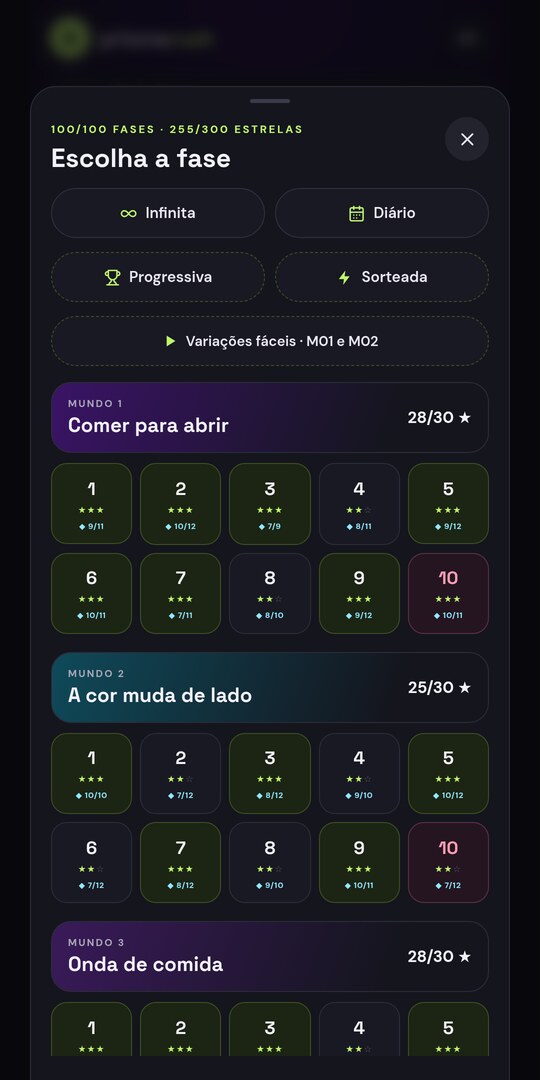 100/100 FASES · 255/300 ESTRELAS
Escolha a fase
Infinita
Diário
Progressiva
Sorteada
Variações fáceis · M01 e M02
MUNDO 1
Comer para abrir
28/30 ★
1 2 3 4 5
★★★ ★★★ ★★★ ★★☆ ★★★
◆ 9/11 ◆ 10/12 ◆ 7/9 ◆ 8/11 ◆ 9/12
6 7 8 9 10
★★★ ★★★ ★★☆ ★★★ ★★★
◆ 10/11 ◆ 7/11 ◆ 8/10 ◆ 9/12 ◆ 10/11
MUNDO 2
A cor muda de lado
25/30 ★
1 2 3 4 5
★★★ ★★☆ ★★★ ★★☆ ★★★
◆ 10/10 ◆ 7/12 ◆ 8/12 ◆ 9/10 ◆ 10/12
6 7 8 9 10
★★☆ ★★★ ★★☆ ★★★ ★★☆
◆ 7/12 ◆ 8/12 ◆ 9/10 ◆ 10/11 ◆ 7/12
MUNDO 3
Onda de comida
28/30 ★
1 2 3 4 5
★★★ ★★★ ★★★ ★★☆ ★★★